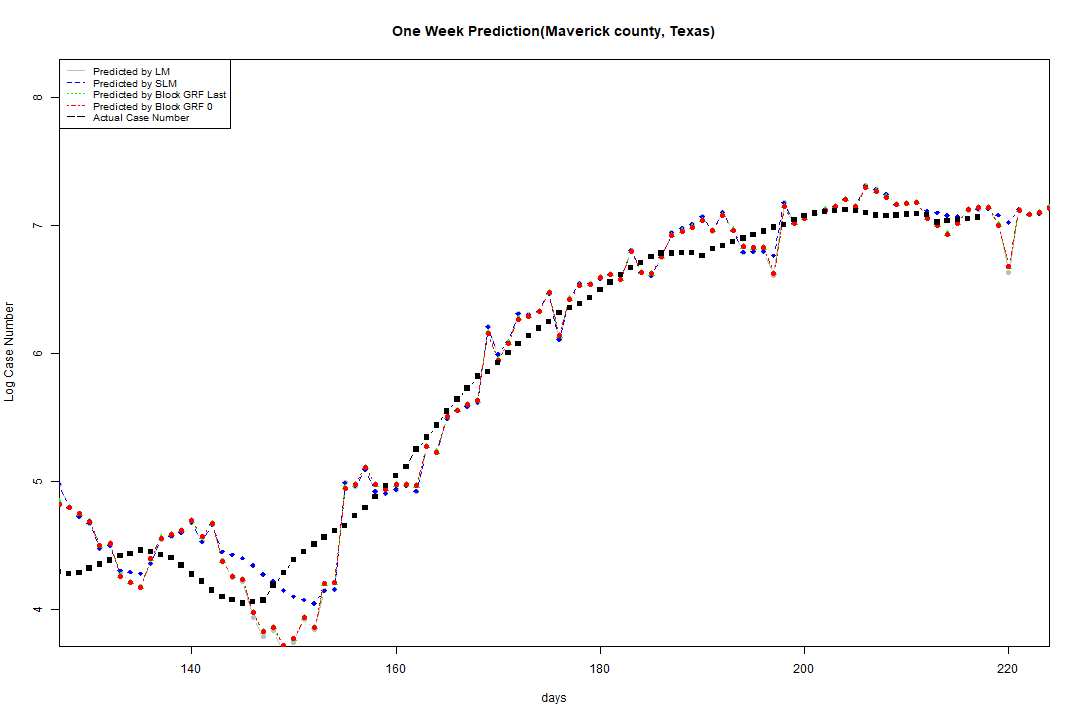 One Week Prediction(Maverick county, Texas)
Predicted by LM
Predicted by SLM
Predicted by Block GRF Last
Predicted by Block GRF 0
Actual Case Number
8
7
6
5
4
Log Case Number
140 160 180 200 220
days